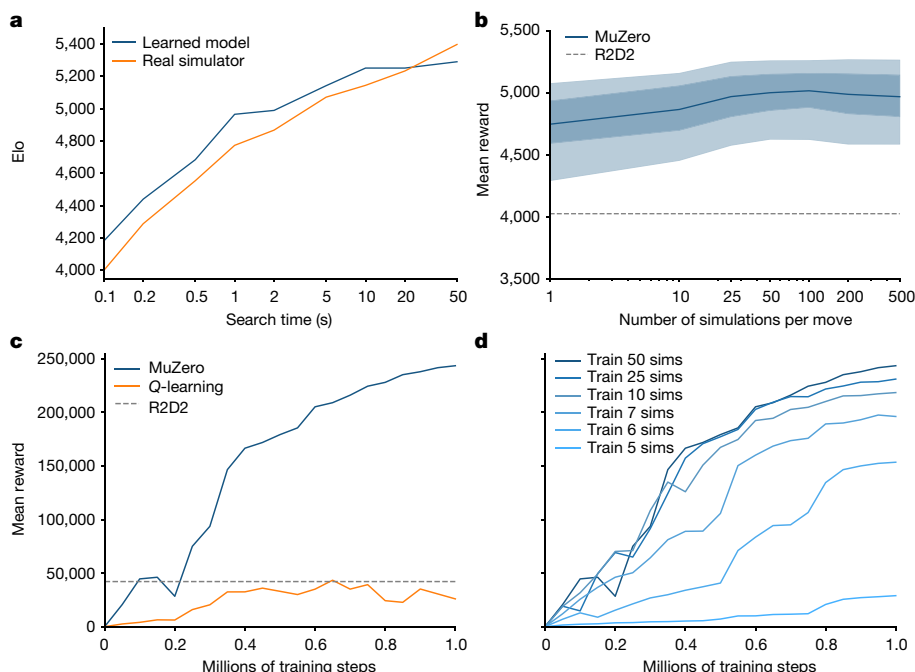 a
5,400
5,200
5,000
4,800
4,600
4,400
4,200
4,000
Elo
Learned model
Real simulator
0.1 0.2 0.5 1 2 5 10 20 50
Search time (s)
b
5,500
5,000
4,500
4,000
3,500
Mean reward
MuZero
R2D2
1 10 25 50 100 200 500
Number of simulations per move
c
250,000
200,000
150,000
100,000
50,000
0
Mean reward
MuZero
Q-learning
R2D2
0 0.2 0.4 0.6 0.8 1.0
Millions of training steps
d
Train 50 sims
Train 25 sims
Train 10 sims
Train 7 sims
Train 6 sims
Train 5 sims
0 0.2 0.4 0.6 0.8 1.0
Millions of training steps